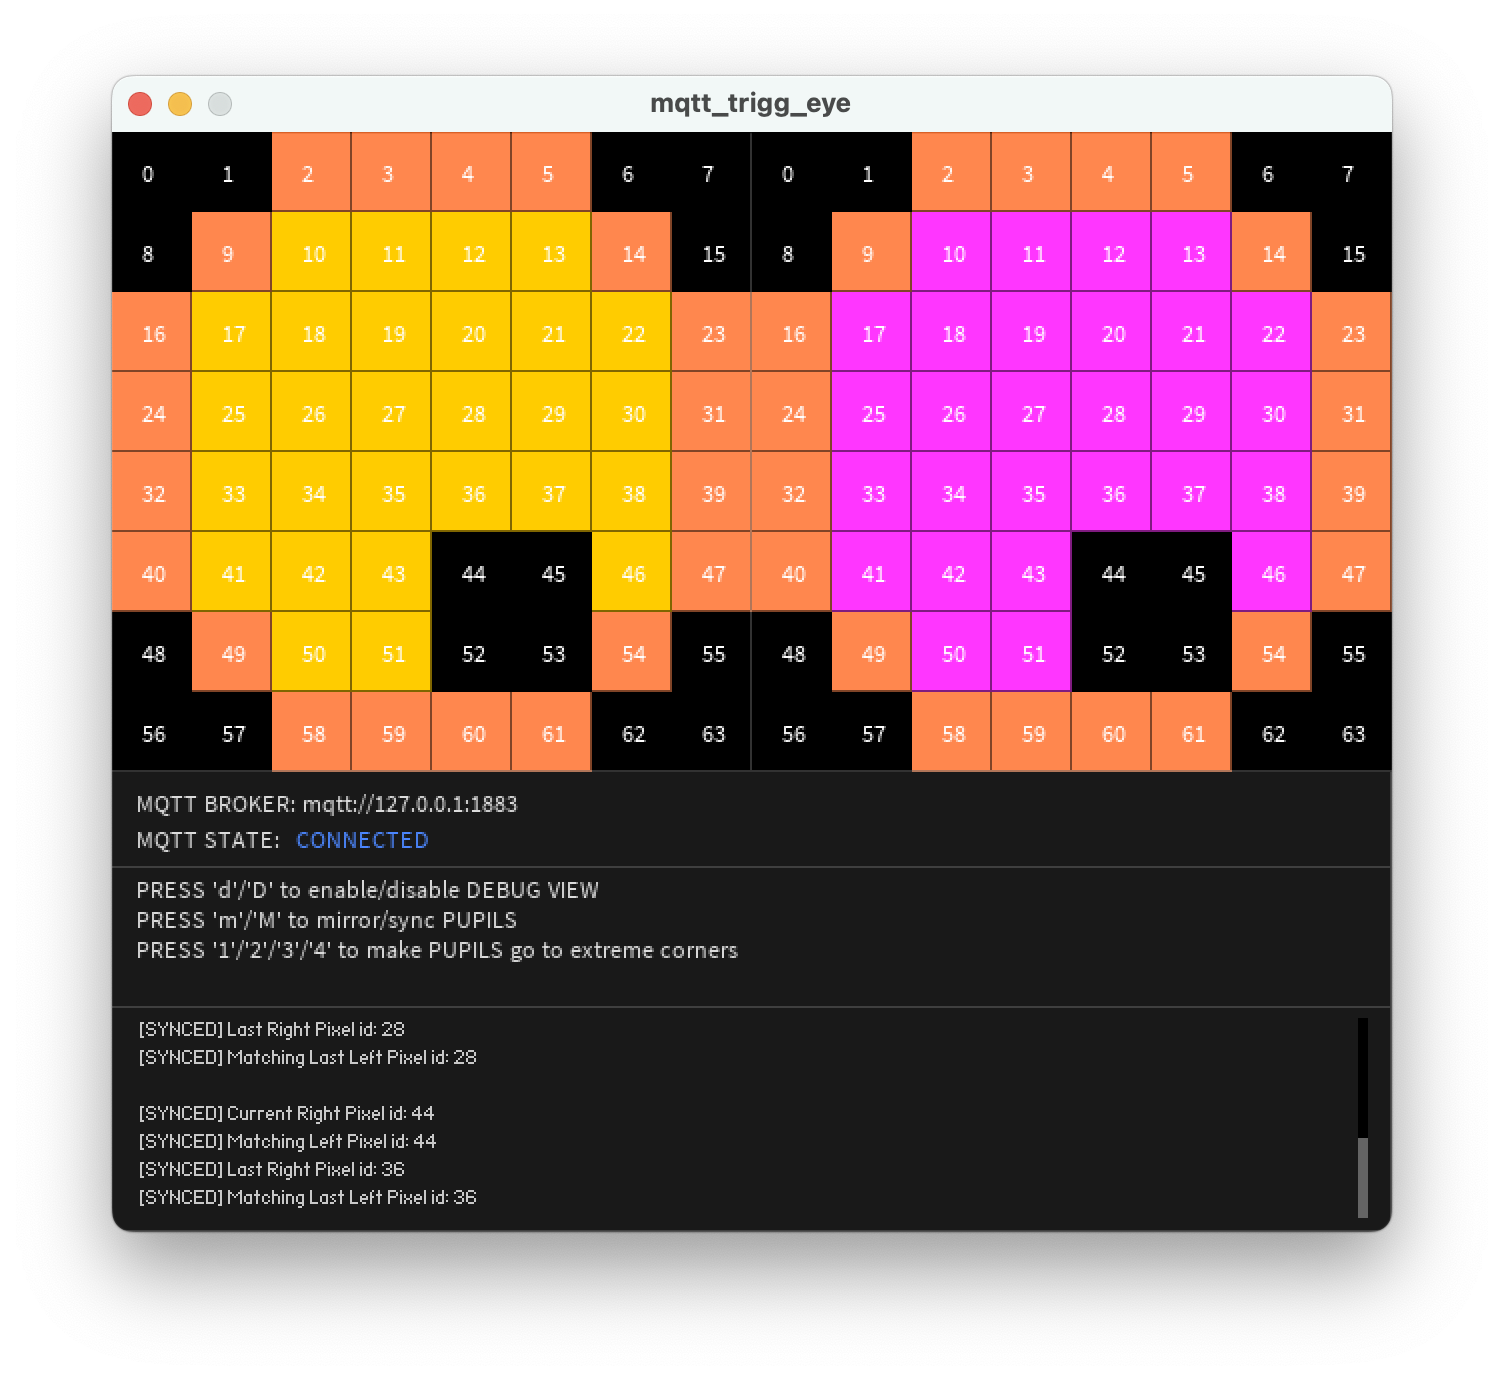 mqtt_trigg_eye
0 1 2 3 4 5 6 7 0 1 2 3 4 5 6 7
8 9 10 11 12 13 14 15 8 9 10 11 12 13 14 15
16 17 18 19 20 21 22 23 16 17 18 19 20 21 22 23
24 25 26 27 28 29 30 31 24 25 26 27 28 29 30 31
32 33 34 35 36 37 38 39 32 33 34 35 36 37 38 39
40 41 42 43 44 45 46 47 40 41 42 43 44 45 46 47
48 49 50 51 52 53 54 55 48 49 50 51 52 53 54 55
56 57 58 59 60 61 62 63 56 57 58 59 60 61 62 63
MQTT BROKER: mqtt://127.0.0.1:1883
MQTT STATE: CONNECTED
PRESS 'd'/'D' to enable/disable DEBUG VIEW
PRESS 'm'/'M' to mirror/sync PUPILS
PRESS '1'/'2'/'3'/'4' to make PUPILS go to extreme corners
[SYNCED] Last Right Pixel id: 28
[SYNCED] Matching Last Left Pixel id: 28
[SYNCED] Current Right Pixel id: 44
[SYNCED] Matching Left Pixel id: 44
[SYNCED] Last Right Pixel id: 36
[SYNCED] Matching Last Left Pixel id: 36